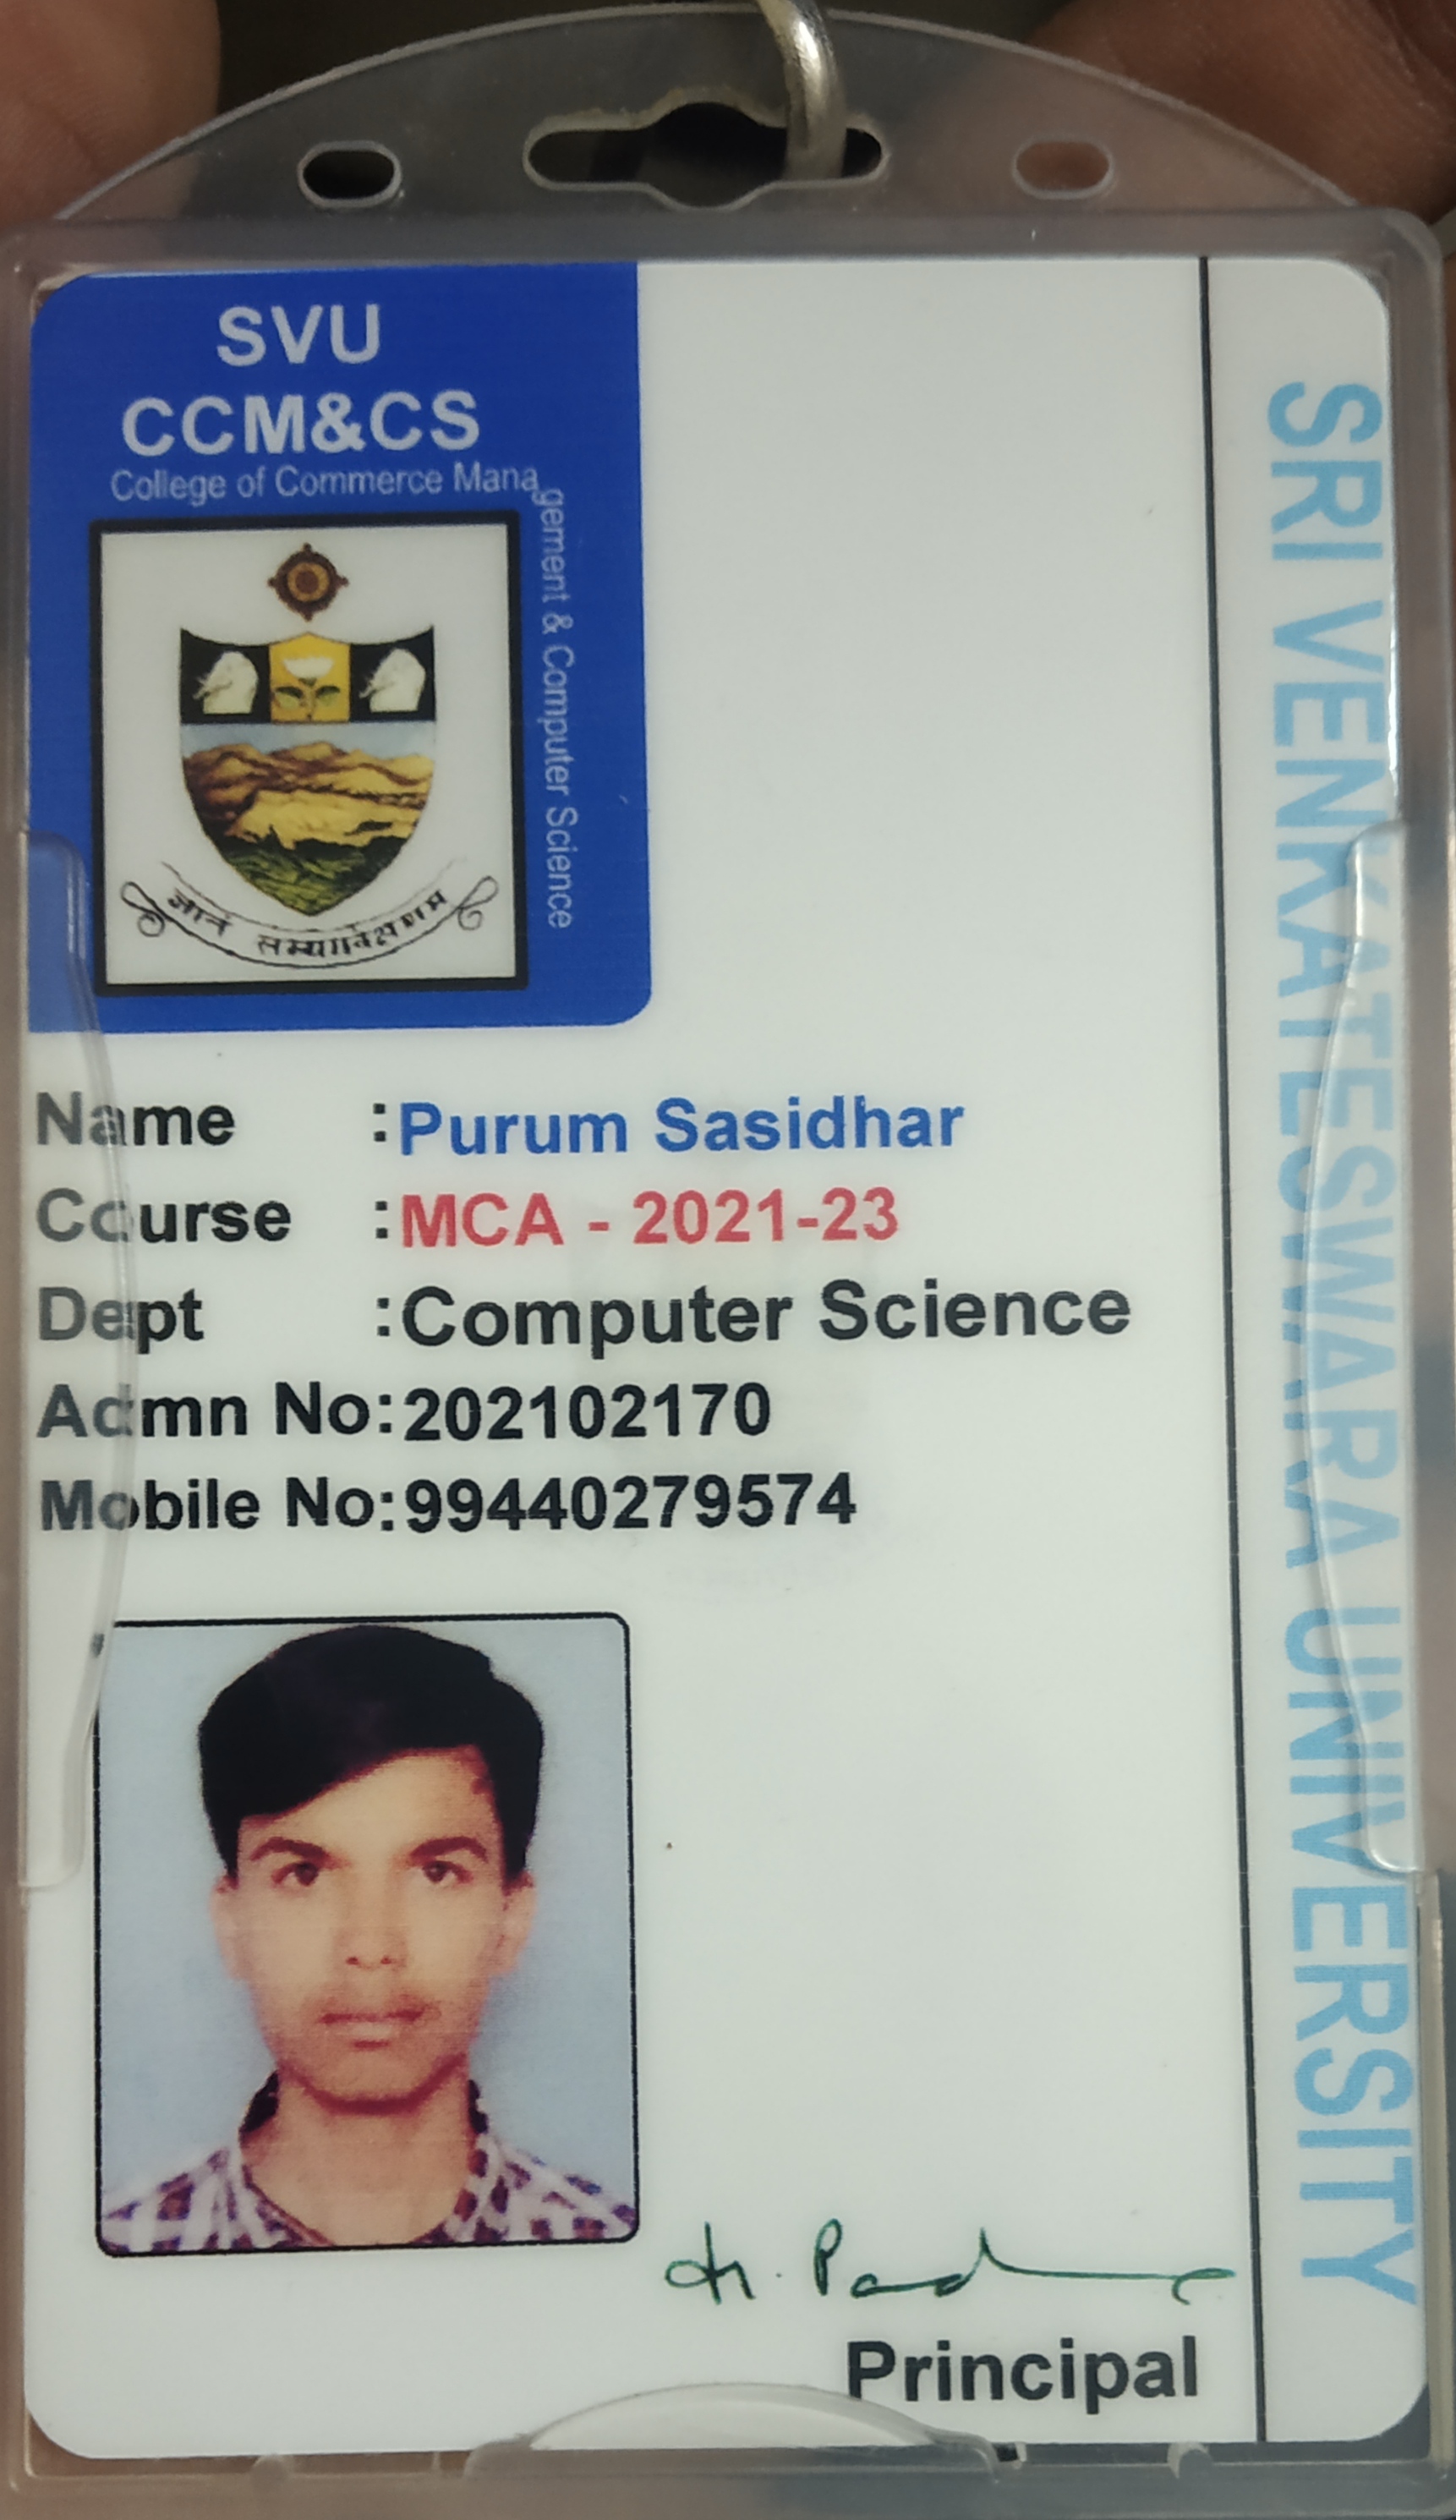 SVU
CCM&CS
College of Commerce Management & Computer Science
ज्ञानं सम्यगवेक्षणम्
Name :Purum Sasidhar
Course :MCA - 2021-23
Dept :Computer Science
Admn No:202102170
Mobile No:99440279574
Principal
SRI VENKATESWARA UNIVERSITY